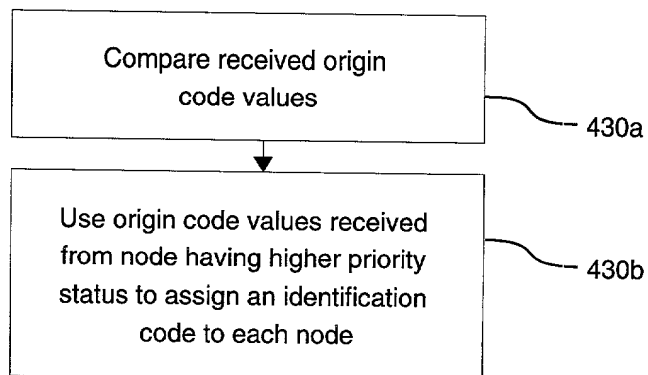 Compare received origin
code values
430a
Use origin code values received
from node having higher priority
status to assign an identification
code to each node
430b